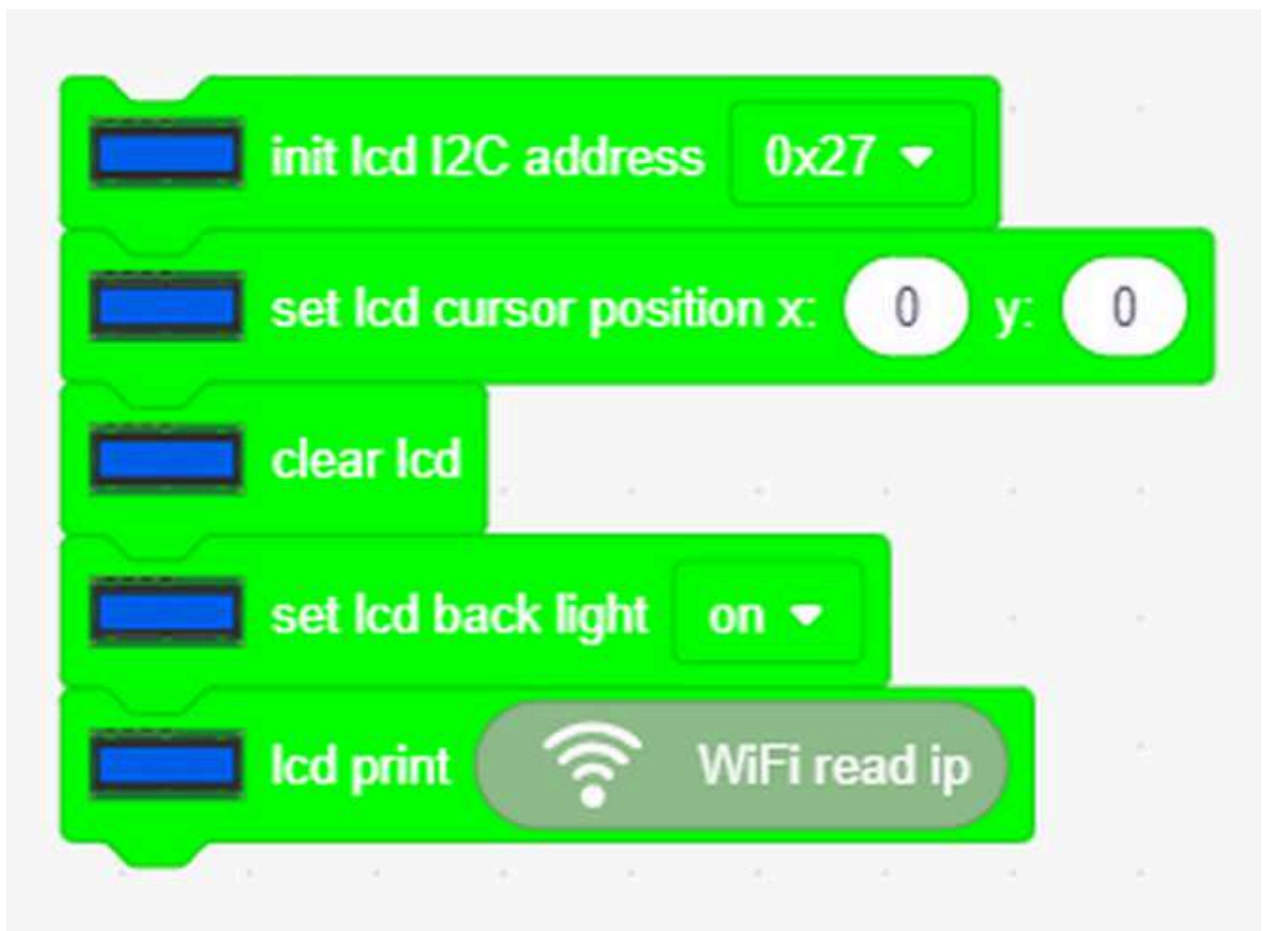 init lcd I2C address 0x27
set lcd cursor position x: 0 y: 0
clear lcd
set lcd back light on
lcd print WiFi read ip